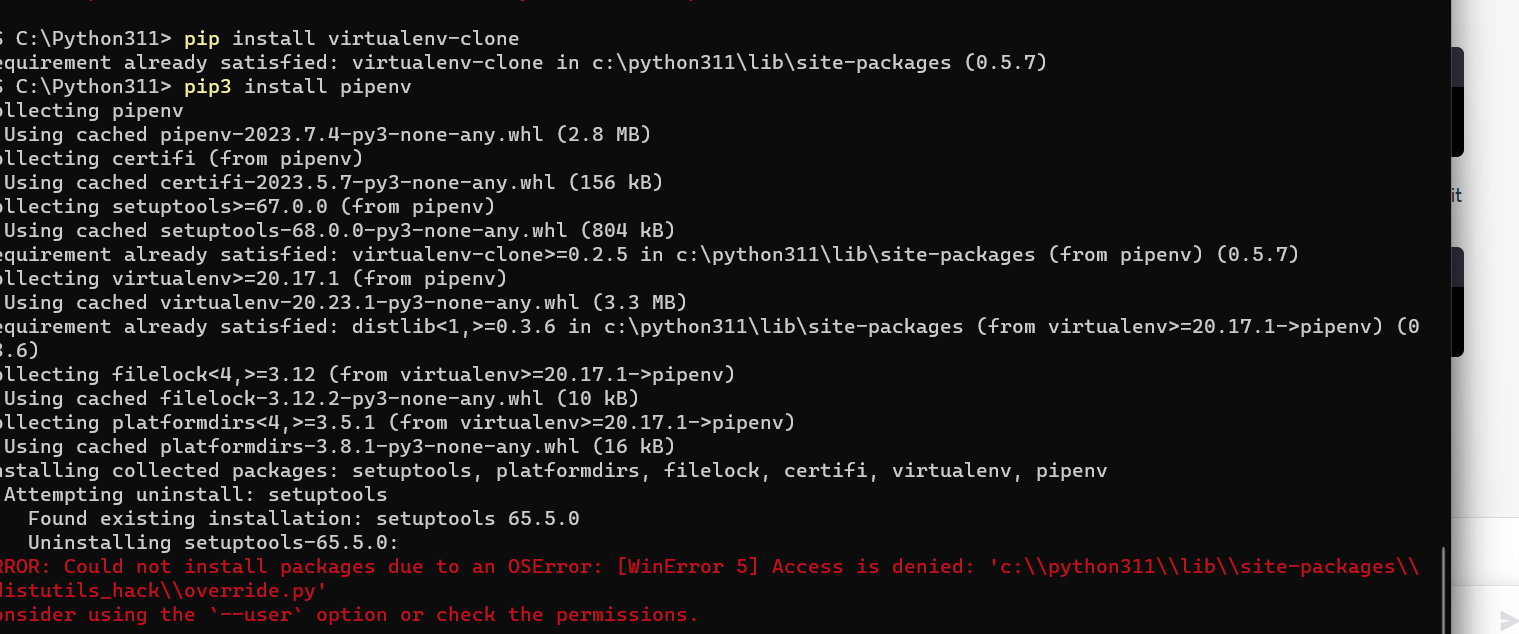 S C:\Python311> pip install virtualenv-clone
equirement already satisfied: virtualenv-clone in c:\python311\lib\site-packages (0.5.7)
S C:\Python311> pip3 install pipenv
ollecting pipenv
Using cached pipenv-2023.7.4-py3-none-any.whl (2.8 MB)
ollecting certifi (from pipenv)
Using cached certifi-2023.5.7-py3-none-any.whl (156 kB)
ollecting setuptools>=67.0.0 (from pipenv)
Using cached setuptools-68.0.0-py3-none-any.whl (804 kB)
equirement already satisfied: virtualenv-clone>=0.2.5 in c:\python311\lib\site-packages (from pipenv) (0.5.7)
ollecting virtualenv>=20.17.1 (from pipenv)
Using cached virtualenv-20.23.1-py3-none-any.whl (3.3 MB)
equirement already satisfied: distlib<1,>=0.3.6 in c:\python311\lib\site-packages (from virtualenv>=20.17.1->pipenv) (0
3.6)
ollecting filelock<4,>=3.12 (from virtualenv>=20.17.1->pipenv)
Using cached filelock-3.12.2-py3-none-any.whl (10 kB)
ollecting platformdirs<4,>=3.5.1 (from virtualenv>=20.17.1->pipenv)
Using cached platformdirs-3.8.1-py3-none-any.whl (16 kB)
nstalling collected packages: setuptools, platformdirs, filelock, certifi, virtualenv, pipenv
Attempting uninstall: setuptools
Found existing installation: setuptools 65.5.0
Uninstalling setuptools-65.5.0:
RROR: Could not install packages due to an OSError: [WinError 5] Access is denied: 'c:\\python311\\lib\\site-packages\\
distutils_hack\\override.py'
onsider using the `--user` option or check the permissions.
it